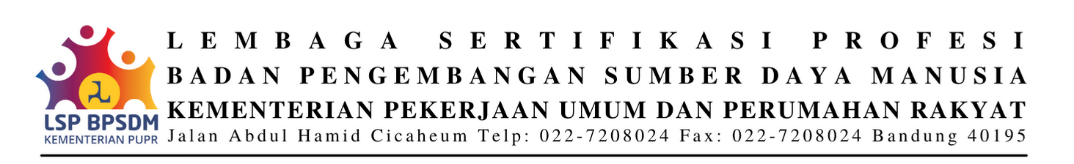 LEMBAGA SERTIFIKASI PROFESI
BADAN PENGEMBANGAN SUMBER DAYA MANUSIA
KEMENTERIAN PEKERJAAN UMUM DAN PERUMAHAN RAKYAT
Jalan Abdul Hamid Cicaheum Telp: 022-7208024 Fax: 022-7208024 Bandung 40195
LSP BPSDM
KEMENTERIAN PUPR